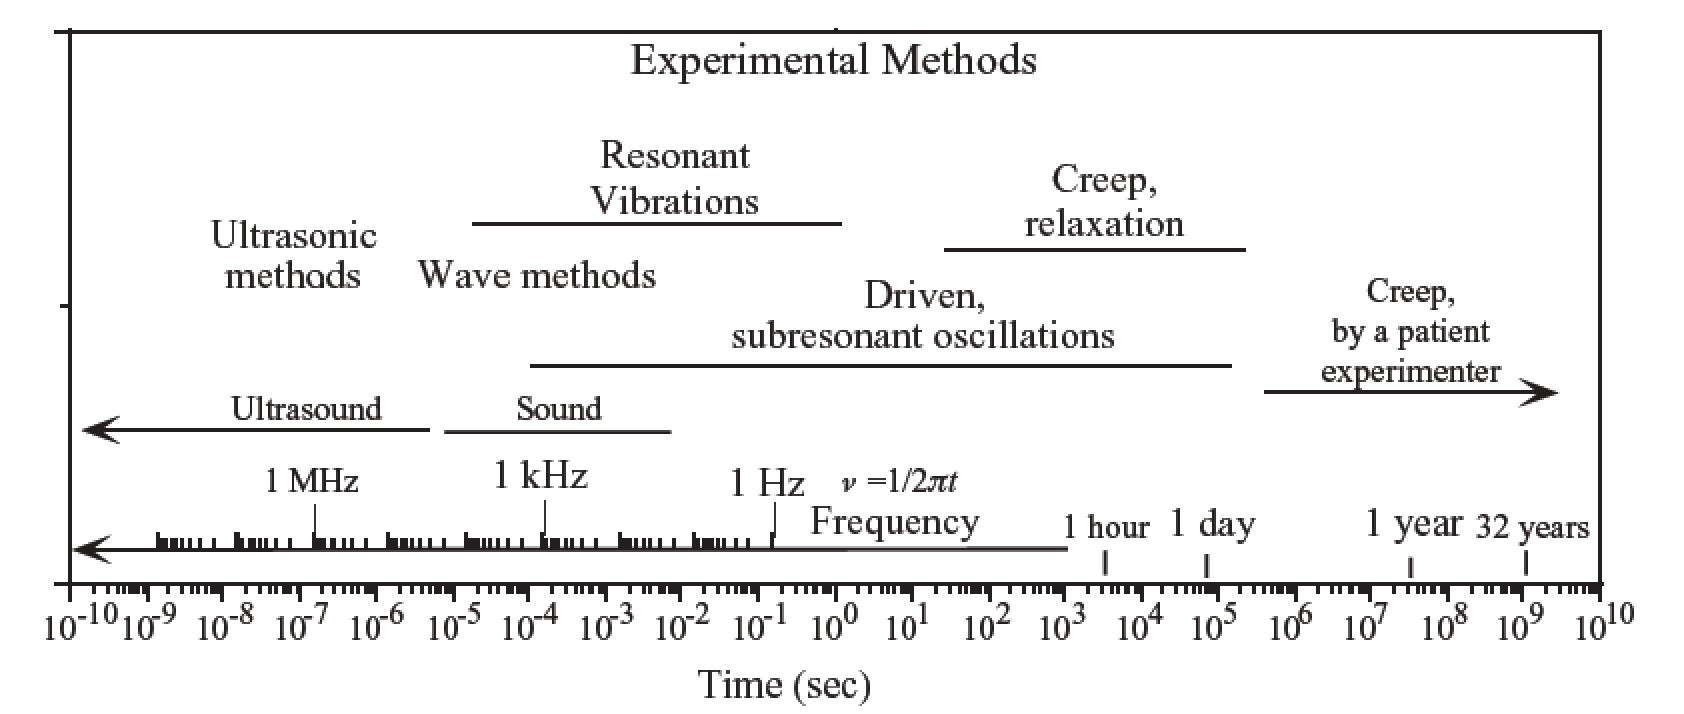 Experimental Methods
Resonant
Vibrations
Creep,
relaxation
Ultrasonic
methods
Wave methods
Driven,
subresonant oscillations
Creep,
by a patient
experimenter
Ultrasound
Sound
1 MHz
1 kHz
1 Hz
ν =1/2πt
Frequency
1 hour
1 day
1 year
32 years
10⁻¹⁰ 10⁻⁹ 10⁻⁸ 10⁻⁷ 10⁻⁶ 10⁻⁵ 10⁻⁴ 10⁻³ 10⁻² 10⁻¹ 10⁰ 10¹ 10² 10³ 10⁴ 10⁵ 10⁶ 10⁷ 10⁸ 10⁹ 10¹⁰
Time (sec)